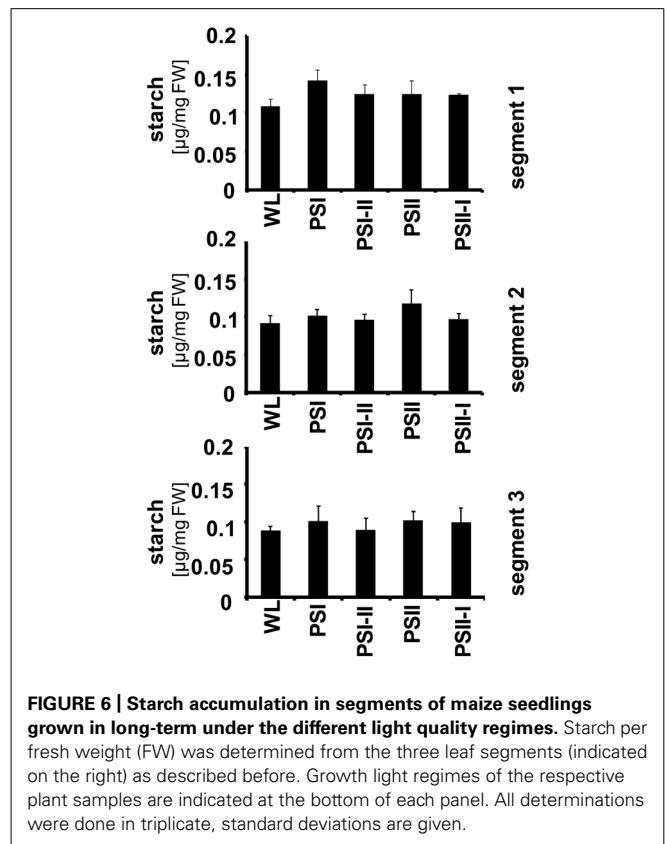 0.2
0.15
0.1
0.05
0
starch
[µg/mg FW]
WL
PSI
PSI-II
PSII
PSII-I
segment 1
0.2
0.15
0.1
0.05
0
starch
[µg/mg FW]
WL
PSI
PSI-II
PSII
PSII-I
segment 2
0.2
0.15
0.1
0.05
0
starch
[µg/mg FW]
WL
PSI
PSI-II
PSII
PSII-I
segment 3
FIGURE 6 | Starch accumulation in segments of maize seedlings
grown in long-term under the different light quality regimes. Starch per
fresh weight (FW) was determined from the three leaf segments (indicated
on the right) as described before. Growth light regimes of the respective
plant samples are indicated at the bottom of each panel. All determinations
were done in triplicate, standard deviations are given.